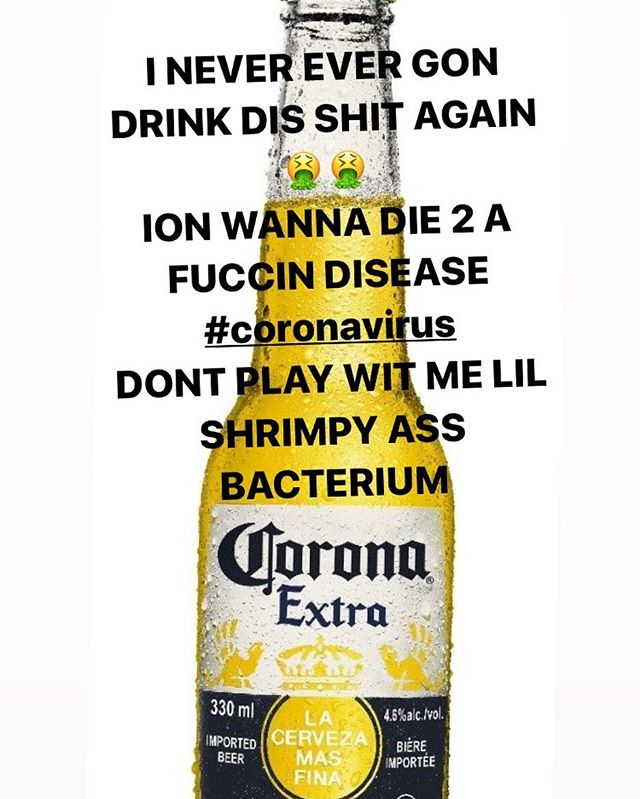 I NEVER EVER GON
DRINK DIS SHIT AGAIN
🤮🤮
ION WANNA DIE 2 A
FUCCIN DISEASE
#coronavirus
DONT PLAY WIT ME LIL
SHRIMPY ASS
BACTERIUM
Corona®
Extra
330 ml
IMPORTED
BEER
LA
CERVEZA
MAS
FINA
4.6%alc./vol.
BIÈRE
IMPORTÉE